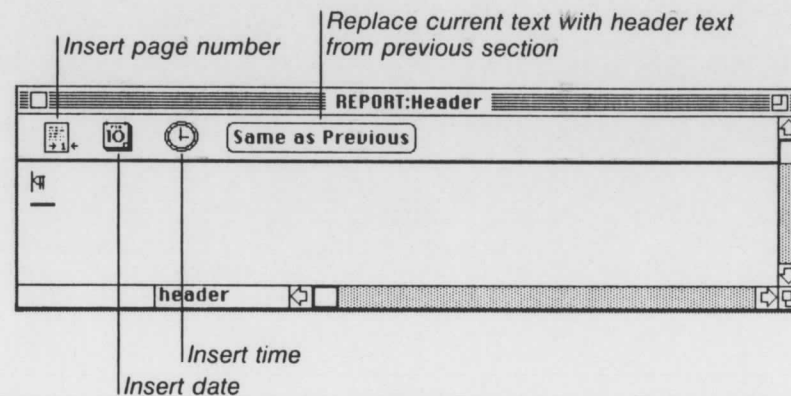 Insert page number
Replace current text with header text
from previous section
REPORT:Header
10
Same as Previous
¶
header
Insert time
Insert date